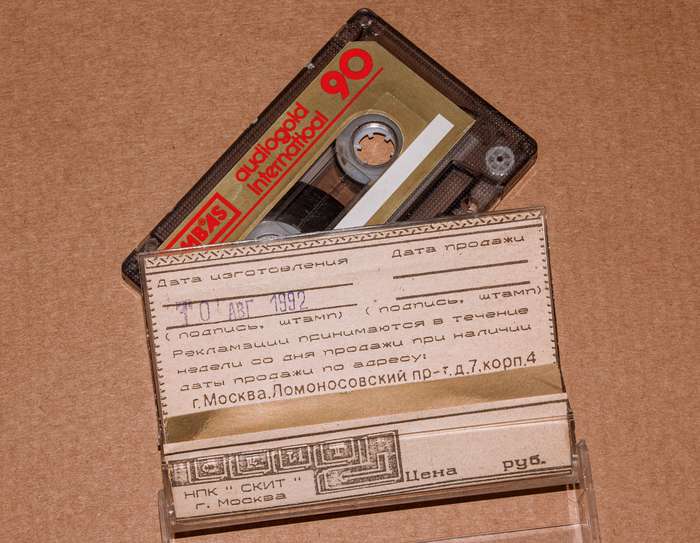 90
audiogold
International
Дата изготовления
Дата продажи
10 АВГ 1992
(подпись, штамп) (подпись, штамп)
Рекламации принимаются в течение
недели со дня продажи при наличии
даты продажи по адресу:
г.Москва,Ломоносовский пр-т,д.7,корп.4
скит
НПК "СКИТ"
г. Москва
Цена руб.